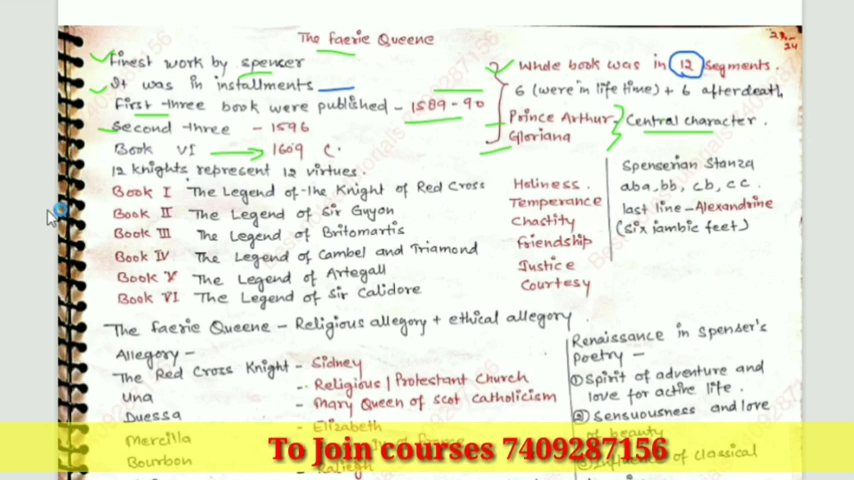 The Faerie Queene
23-24
Finest work by spencer
It was in installments
First three book were published - 1589-90
Second three - 1596
Book VI → 1609 C.
12 knights represent 12 virtues.
Whole book was in 12 segments.
6 (were in life time) + 6 after death
Prince Arthur
Gloriana
Central character.
Book I The Legend of the Knight of Red Cross Holiness.
Book II The Legend of Sir Guyon Temperance
Book III The Legend of Britomartis Chastity
Book IV The Legend of Cambel and Triamond Friendship
Book V The Legend of Artegall Justice
Book VI The Legend of Sir Calidore Courtesy
Spenserian Stanza
aba, bb, cb, cc.
last line - Alexandrine
(six iambic feet)
The Faerie Queene - Religious allegory + ethical allegory
Allegory -
The Red Cross Knight - Sidney
Una - Religious | Protestant Church
Duessa - Mary Queen of Scot catholicism
Mercilla - Elizabeth
Bourbon
Raliegh
Renaissance in Spenser's
Poetry -
① Spirit of adventure and
love for active life.
② Sensuousness and love
of beauty
of classical
To Join courses 7409287156